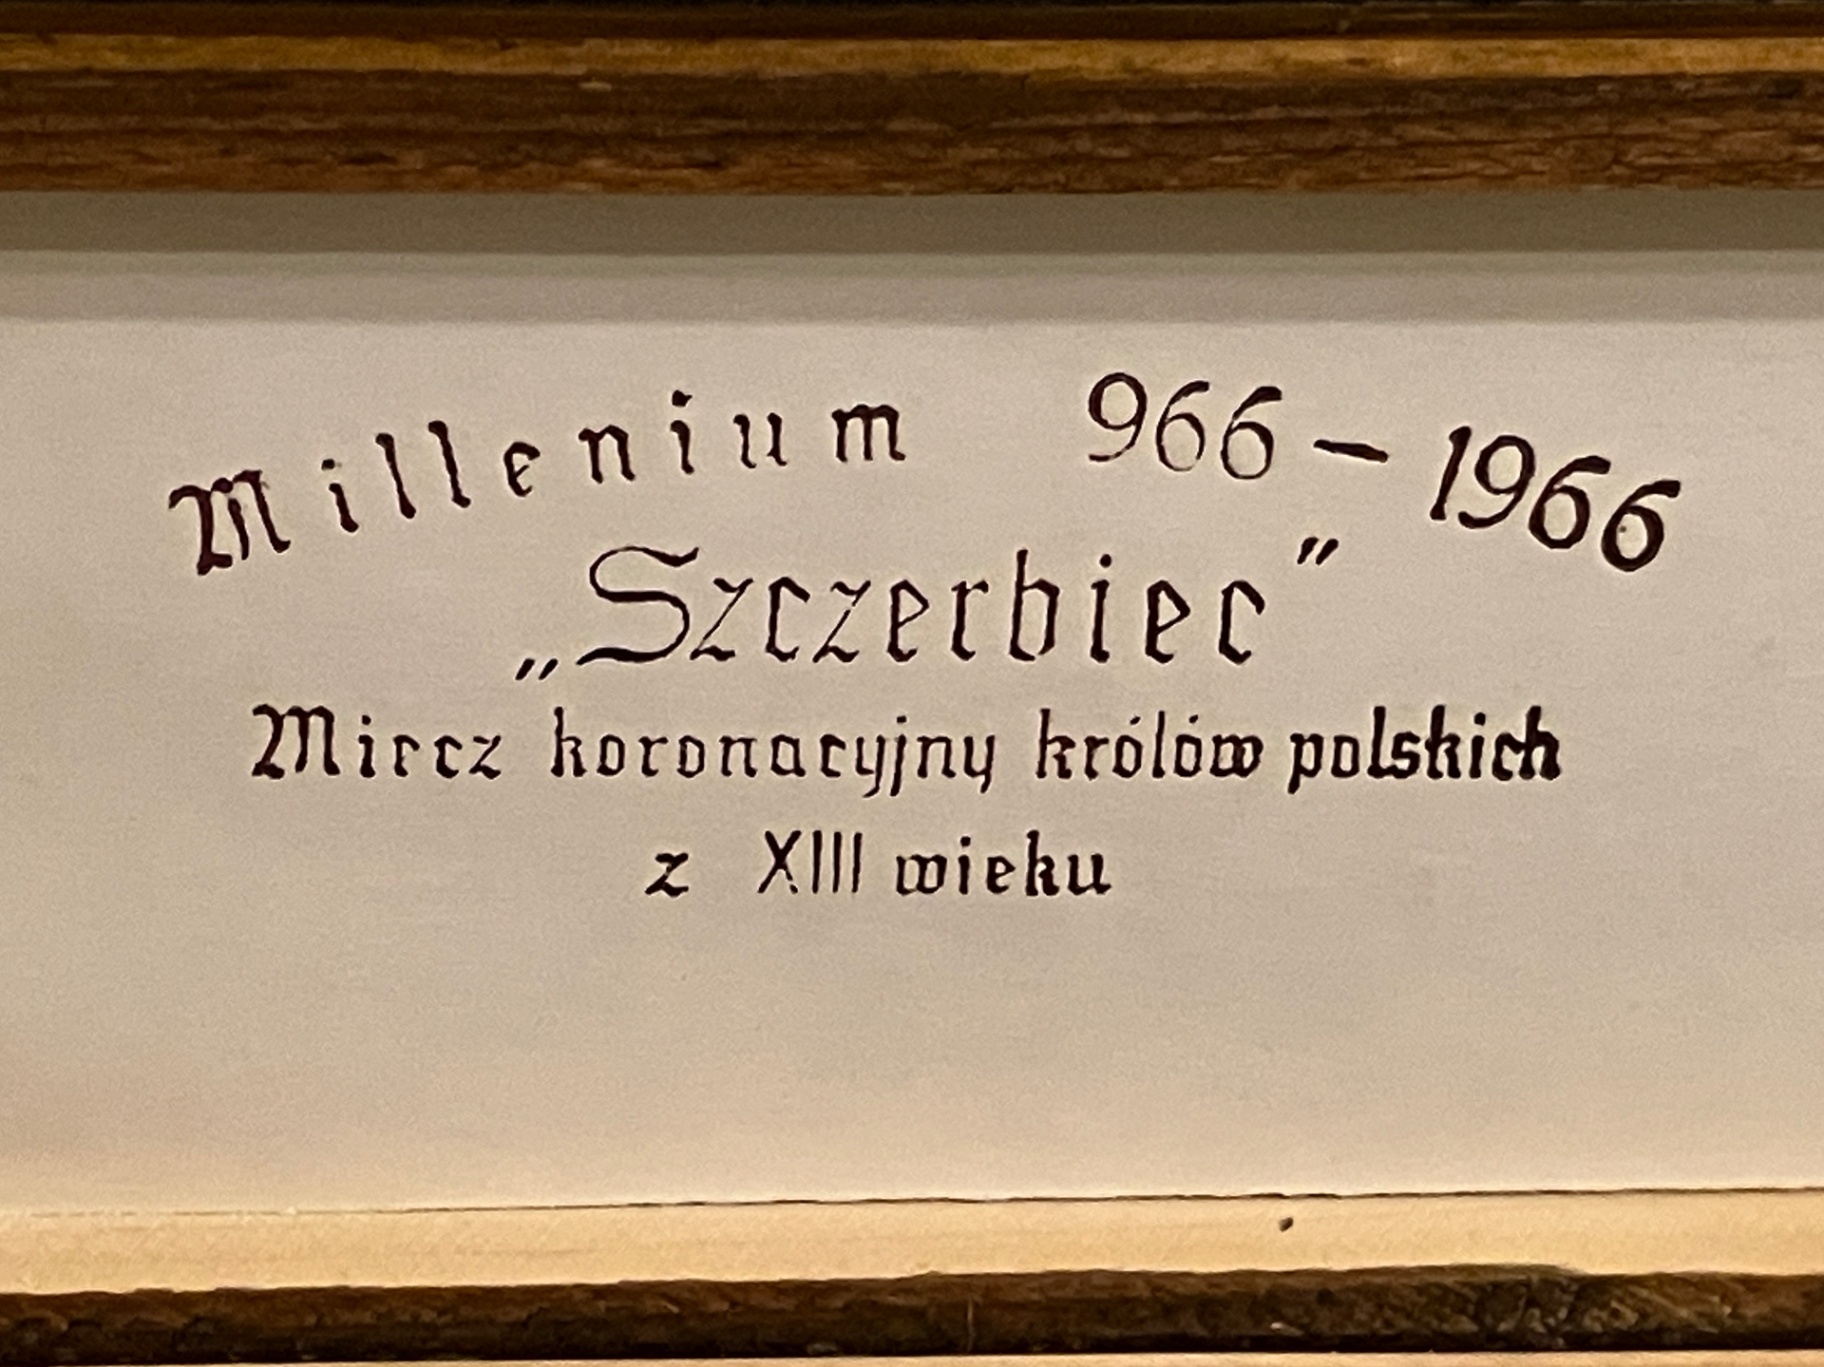 Millenium 966 – 1966
„Szczerbiec”
Miecz koronacyjny królów polskich
z XIII wieku